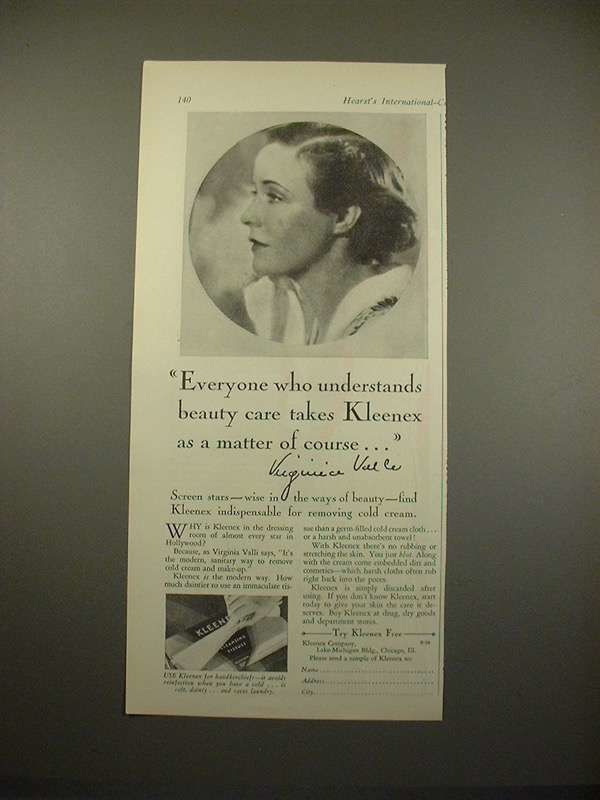 140
Hearst's International-C
“Everyone who understands
beauty care takes Kleenex
as a matter of course...”
Virginia Valli
Screen stars—wise in the ways of beauty—find
Kleenex indispensable for removing cold cream.
WHY is Kleenex in the dressing
room of almost every star in
Hollywood?
Because, as Virginia Valli says, "It's
the modern, sanitary way to remove
cold cream and make-up."
Kleenex is the modern way. How
much daintier to use an immaculate tis-
KLEENEX
CLEANSING
TISSUES
USE Kleenex for handkerchiefs—it avoids
reinfection when you have a cold . . . is
soft, dainty . . . and saves laundry.
sue than a germ-filled cold cream cloth . . .
or a harsh and unabsorbent towel!
With Kleenex there's no rubbing or
stretching the skin. You just blot. Along
with the cream come embedded dirt and
cosmetics—which harsh cloths often rub
right back into the pores.
Kleenex is simply discarded after
using. If you don't know Kleenex, start
today to give your skin the care it de-
serves. Buy Kleenex at drug, dry goods
and department stores.
Try Kleenex Free
Kleenex Company,
Lake-Michigan Bldg., Chicago, Ill.
Please send a sample of Kleenex to:
Name
Address
City